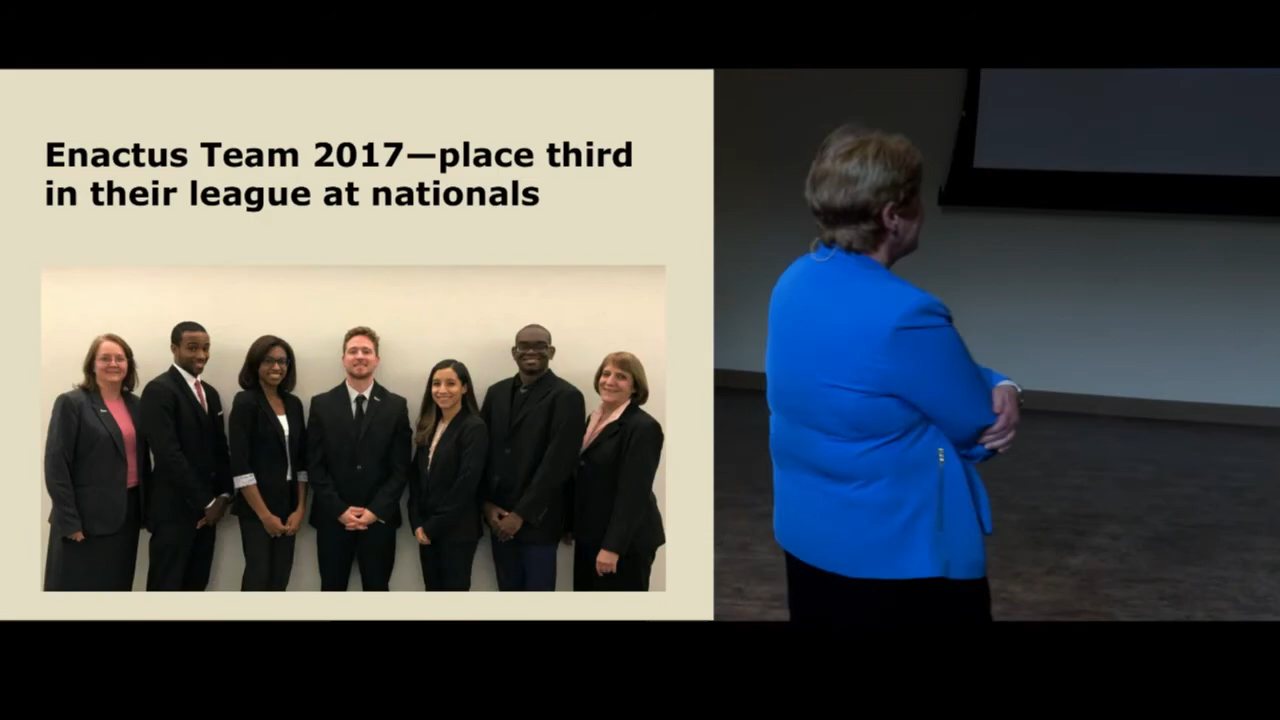 Enactus Team 2017—place third
in their league at nationals